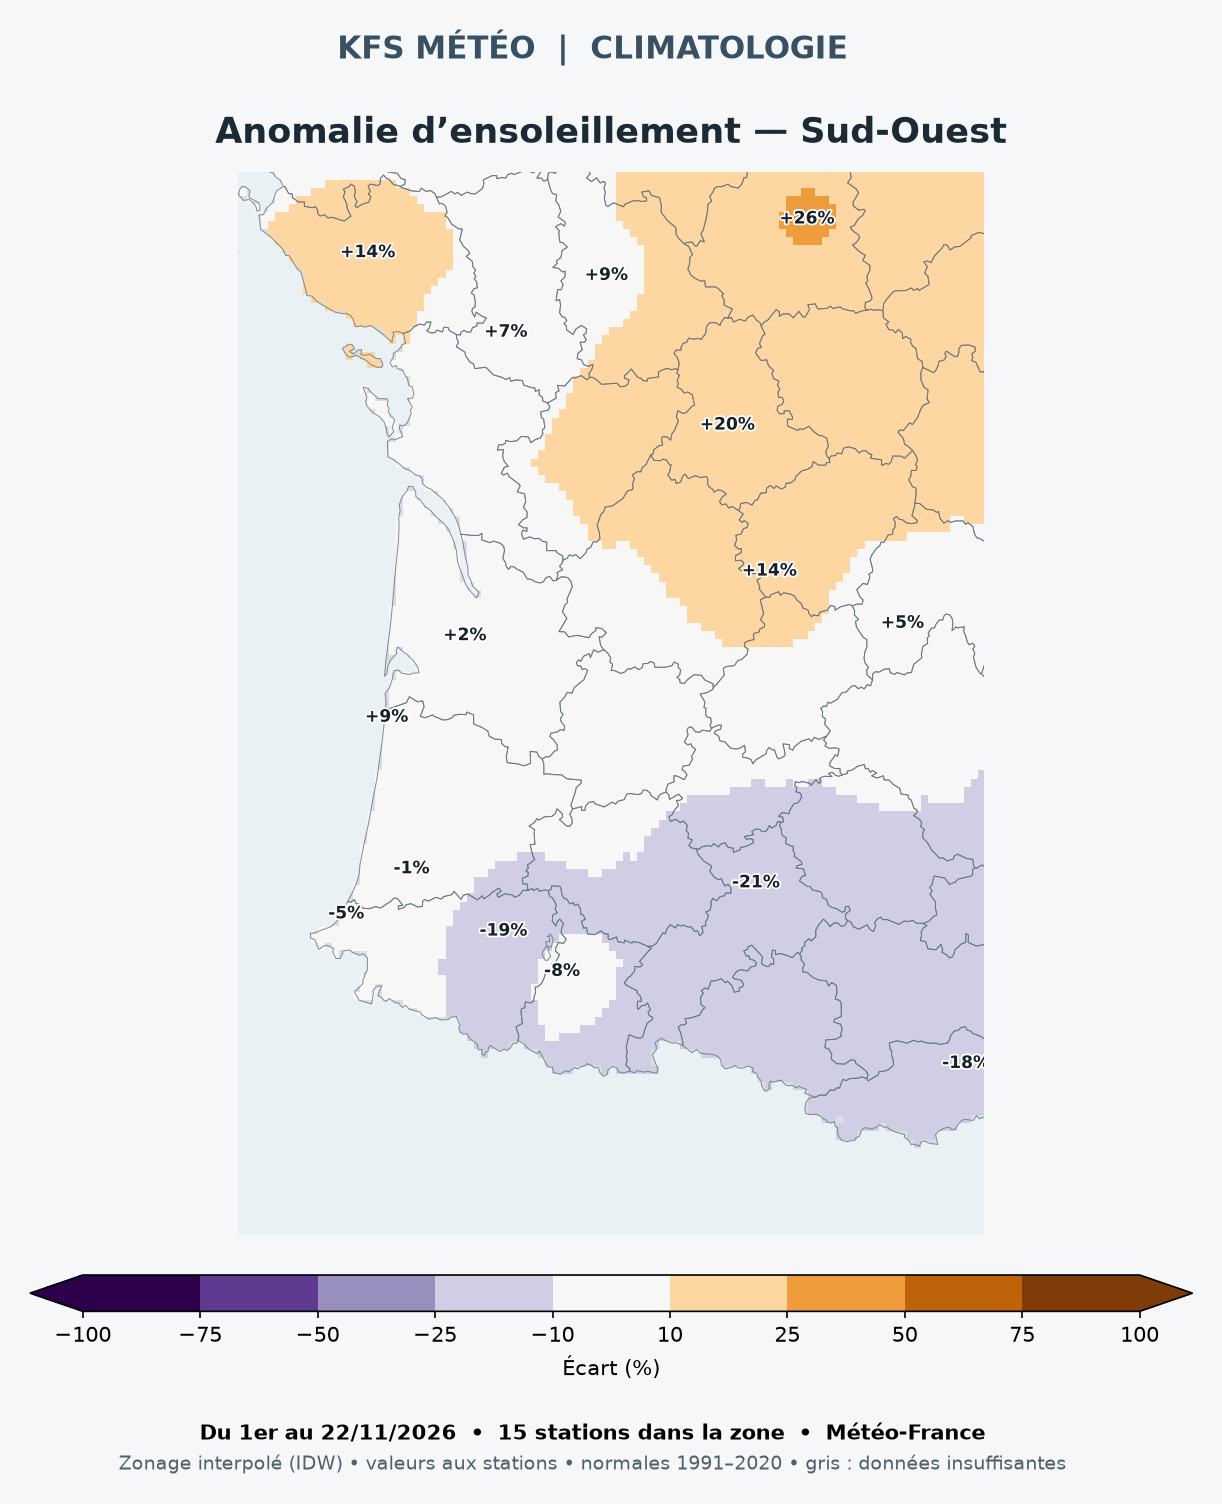 KFS MÉTÉO | CLIMATOLOGIE
Anomalie d’ensoleillement — Sud-Ouest
+26%
+14%
+9%
+7%
+20%
+14%
+5%
+2%
+9%
-1%
-21%
-5%
-19%
-8%
-18%
−100 −75 −50 −25 −10 10 25 50 75 100
Écart (%)
Du 1er au 22/11/2026 • 15 stations dans la zone • Météo-France
Zonage interpolé (IDW) • valeurs aux stations • normales 1991–2020 • gris : données insuffisantes